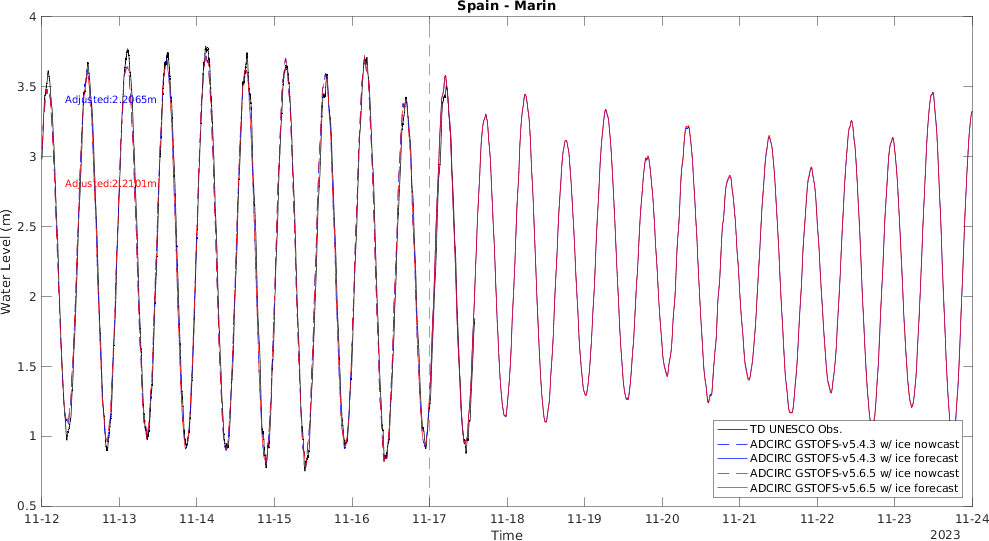 Spain - Marin
4
3.5
3
2.5
2
1.5
1
0.5
Water Level (m)
Adjusted:2.2065m
Adjusted:2.2101m
TD UNESCO Obs.
ADCIRC GSTOFS-v5.4.3 w/ ice nowcast
ADCIRC GSTOFS-v5.4.3 w/ ice forecast
ADCIRC GSTOFS-v5.6.5 w/ ice nowcast
ADCIRC GSTOFS-v5.6.5 w/ ice forecast
11-12 11-13 11-14 11-15 11-16 11-17 11-18 11-19 11-20 11-21 11-22 11-23 11-24
Time
2023